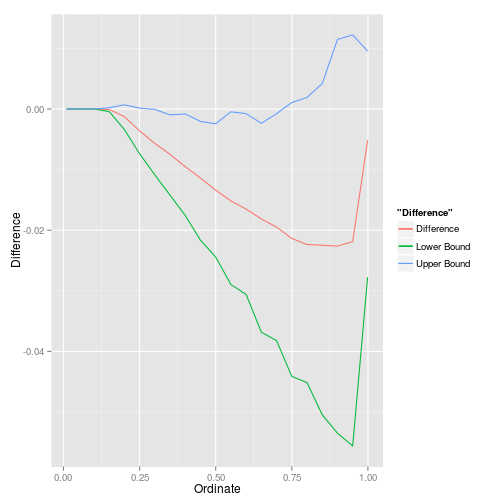 0.00
-0.02
-0.04
Difference
0.00
0.25
0.50
0.75
1.00
Ordinate
"Difference"
Difference
Lower Bound
Upper Bound